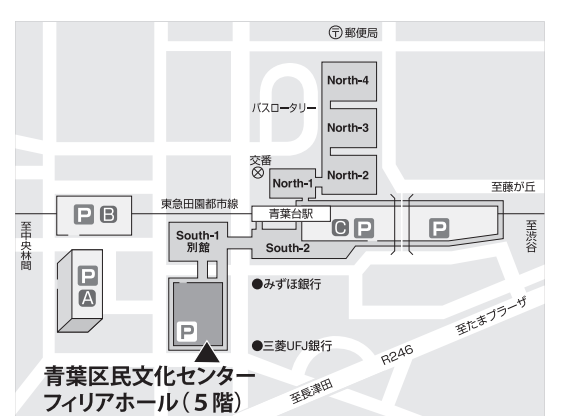 〒郵便局
North-4
バスロータリー
North-3
交番
North-2
North-1
至藤が丘
東急田園都市線
青葉台駅
P B
C P
P
至中央林間
至渋谷
South-1
別館
South-2
P
A
●みずほ銀行
P
●三菱UFJ銀行
至たまプラーザ
R246
至長津田
青葉区民文化センター
フィリアホール(5階)